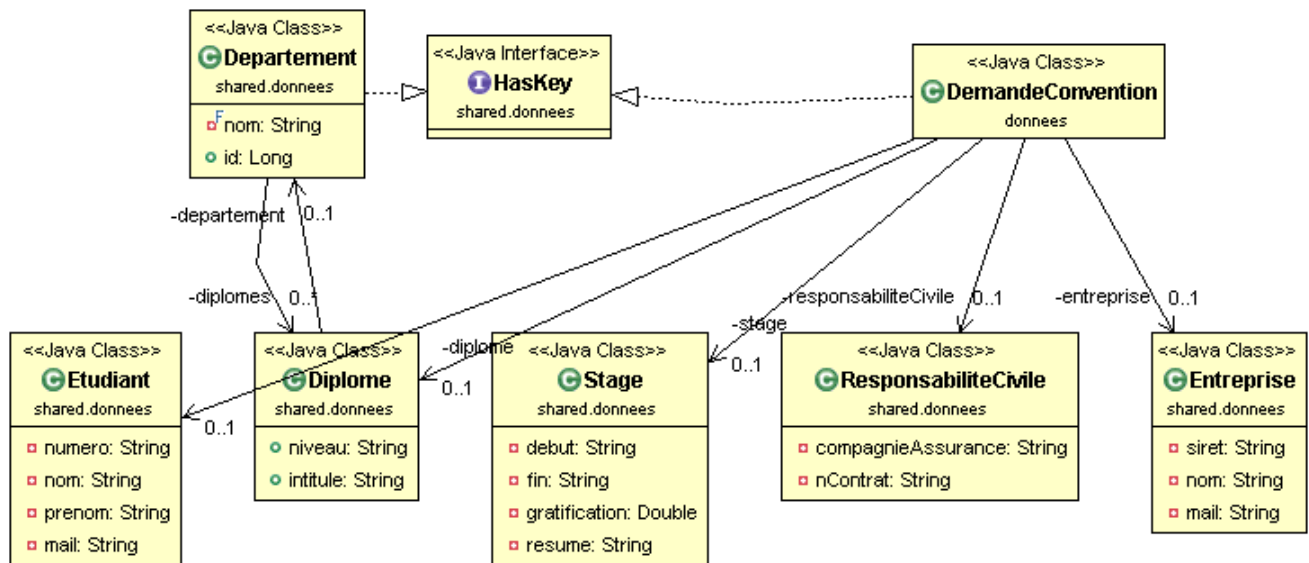 <<Java Class>>
Departement
shared.donnees
F nom: String
id: Long
<<Java Interface>>
I HasKey
shared.donnees
<<Java Class>>
C DemandeConvention
donnees
-departement 0..1
-diplomes 0..*
-diplome 0..1
0..1
-stage 0..1
-responsabiliteCivile 0..1
-entreprise 0..1
<<Java Class>>
C Etudiant
shared.donnees
numero: String
nom: String
prenom: String
mail: String
<<Java Class>>
C Diplome
shared.donnees
niveau: String
intitule: String
<<Java Class>>
C Stage
shared.donnees
debut: String
fin: String
gratification: Double
resume: String
<<Java Class>>
C ResponsabiliteCivile
shared.donnees
compagnieAssurance: String
nContrat: String
<<Java Class>>
C Entreprise
shared.donnees
siret: String
nom: String
mail: String